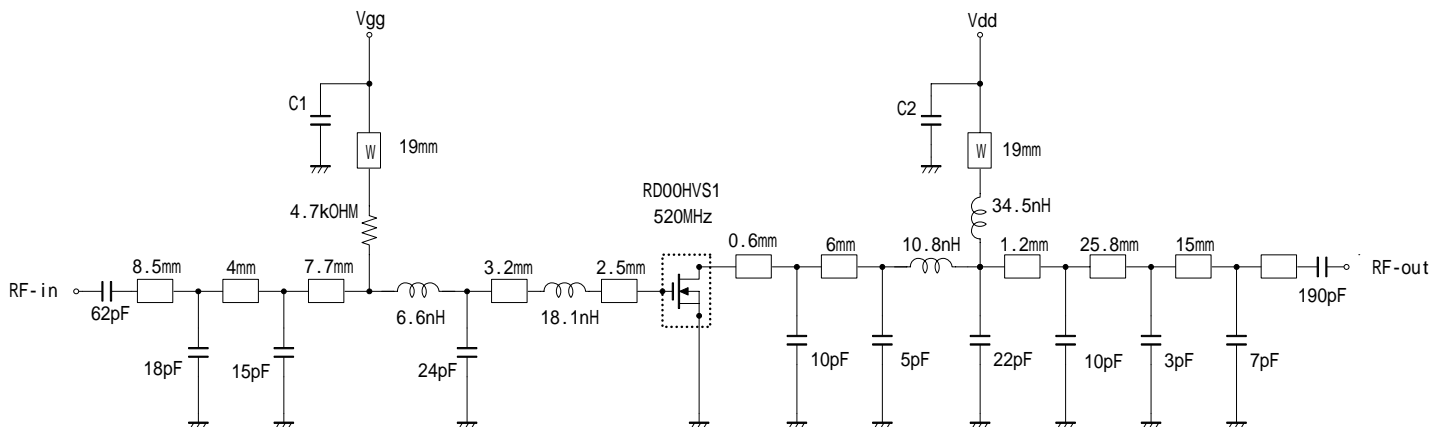 Vgg
Vdd
C1
C2
W
19mm
W
19mm
RD00HVS1
520MHz
4.7kOHM
34.5nH
0.6mm
6mm
10.8nH
1.2mm
25.8mm
15mm
8.5mm
4mm
7.7mm
3.2mm
2.5mm
RF-in
RF-out
62pF
6.6nH
18.1nH
190pF
18pF
15pF
24pF
10pF
5pF
22pF
10pF
3pF
7pF